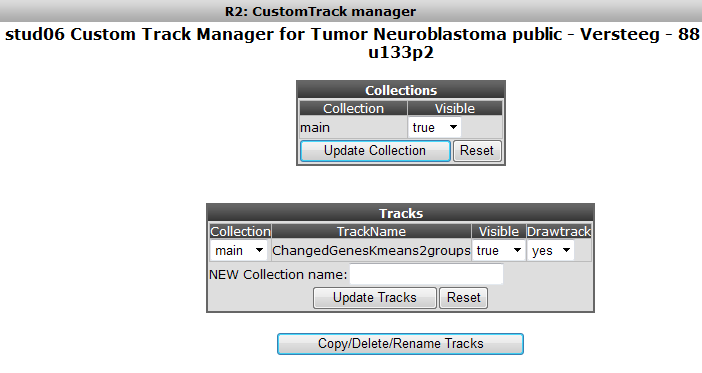 R2: CustomTrack manager
stud06 Custom Track Manager for Tumor Neuroblastoma public - Versteeg - 88
u133p2
Collections
Collection Visible
main true
Update Collection Reset
Tracks
Collection TrackName Visible Drawtrack
main ChangedGenesKmeans2groups true yes
NEW Collection name:
Update Tracks Reset
Copy/Delete/Rename Tracks